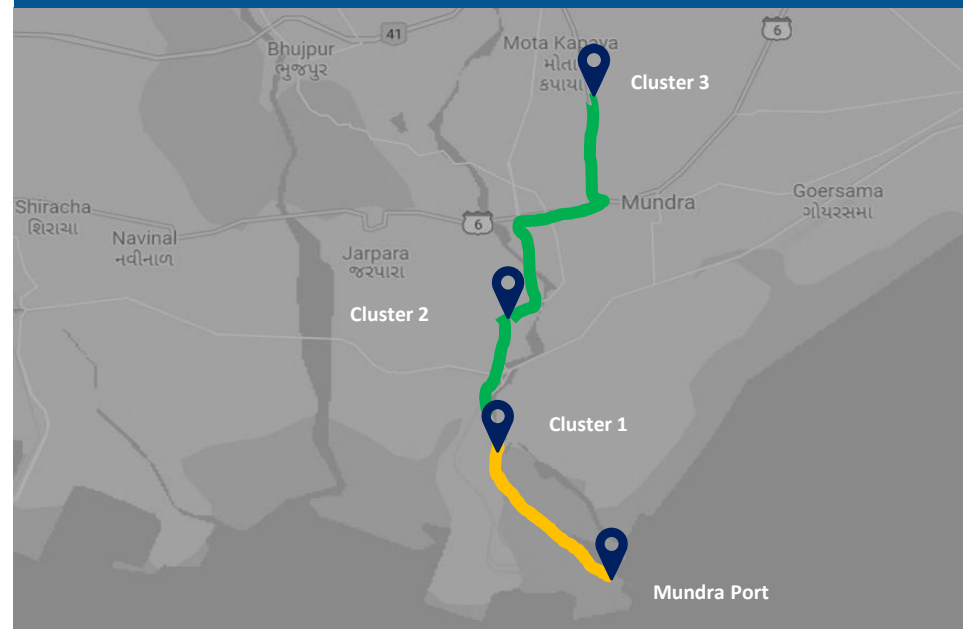 41
6
Bhujpur
ભુજપુર
Mota Kapaya
મોતા
કપાયા
Cluster 3
Shiracha
શિરાચા
Navinal
નવીનાળ
6
Mundra
Goersama
ગોયરસમા
Jarpara
જરપારા
Cluster 2
Cluster 1
Mundra Port